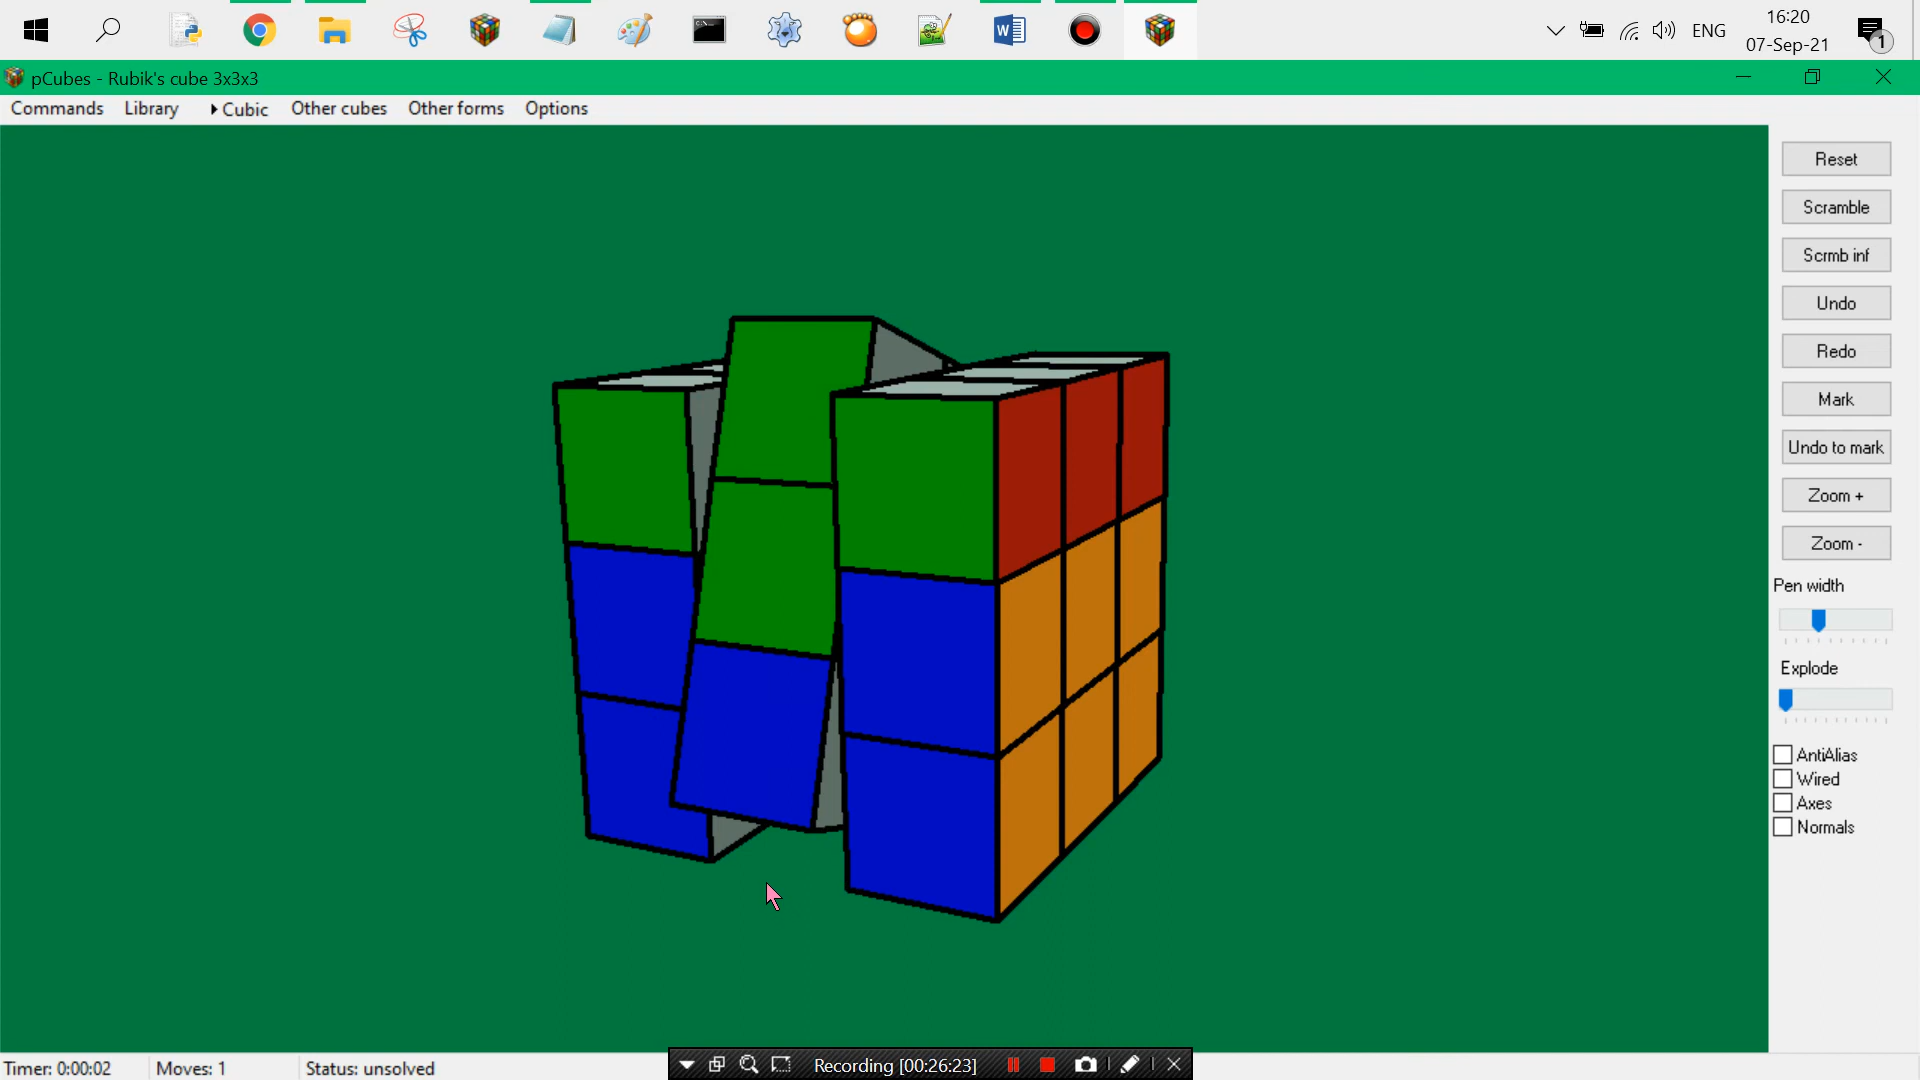 ENG
16:20
07-Sep-21
1
pCubes - Rubik's cube 3x3x3
Commands Library Cubic Other cubes Other forms Options
Reset
Scramble
Scrmb inf
Undo
Redo
Mark
Undo to mark
Zoom +
Zoom -
Pen width
Explode
AntiAlias
Wired
Axes
Normals
Timer: 0:00:02 Moves: 1 Status: unsolved
Recording [00:26:23]